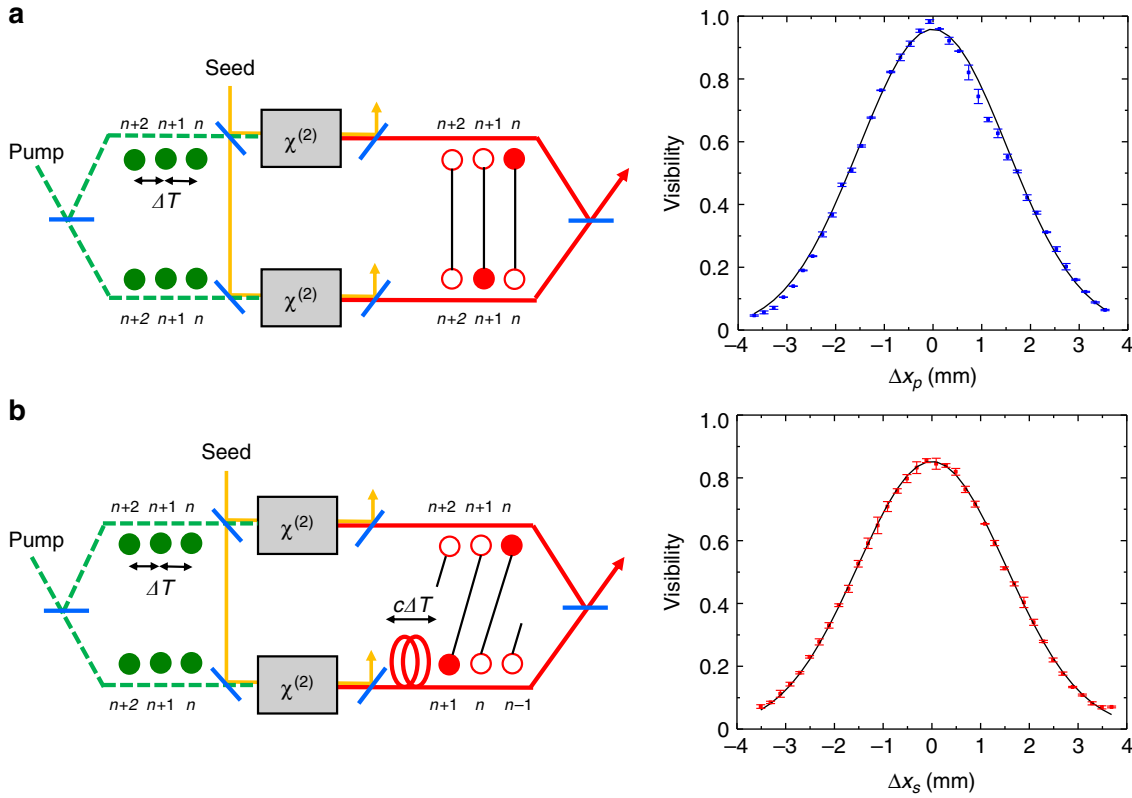 a
Seed
n+2 n+1 n
χ(2)
n+2 n+1 n
Pump
ΔT
χ(2)
n+2 n+1 n
n+2 n+1 n
1.0
0.8
0.6
0.4
0.2
0
Visibility
−4 −3 −2 −1 0 1 2 3 4
Δxp (mm)
b
Seed
n+2 n+1 n
χ(2)
n+2 n+1 n
Pump
ΔT
cΔT
χ(2)
n+2 n+1 n
n+1 n n−1
1.0
0.8
0.6
0.4
0.2
0
Visibility
−4 −3 −2 −1 0 1 2 3 4
Δxs (mm)